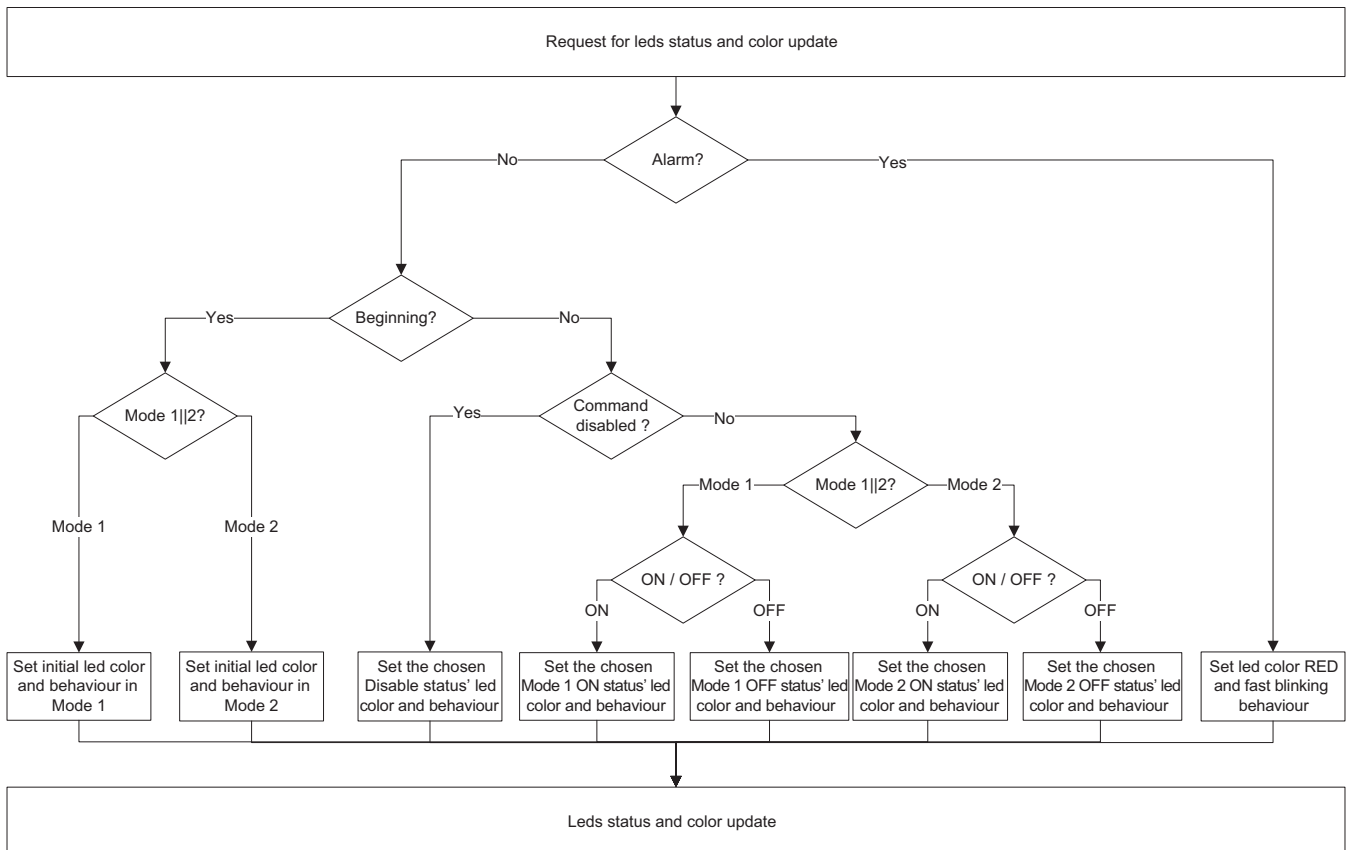 Request for leds status and color update
Alarm?
No
Yes
Beginning?
Yes
No
Mode 1||2?
Command
disabled ?
Yes
No
Mode 1||2?
Mode 1
Mode 2
Mode 1
Mode 2
ON / OFF ?
ON / OFF ?
ON
OFF
ON
OFF
Set initial led color
and behaviour in
Mode 1
Set initial led color
and behaviour in
Mode 2
Set the chosen
Disable status' led
color and behaviour
Set the chosen
Mode 1 ON status' led
color and behaviour
Set the chosen
Mode 1 OFF status' led
color and behaviour
Set the chosen
Mode 2 ON status' led
color and behaviour
Set the chosen
Mode 2 OFF status' led
color and behaviour
Set led color RED
and fast blinking
behaviour
Leds status and color update